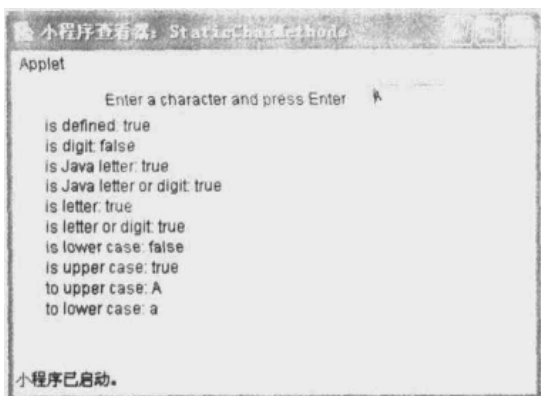 小程序查看器: StaticCharMethods
Applet
Enter a character and press Enter
is defined: true
is digit: false
is Java letter: true
is Java letter or digit: true
is letter: true
is letter or digit: true
is lower case: false
is upper case: true
to upper case: A
to lower case: a
小程序已启动。